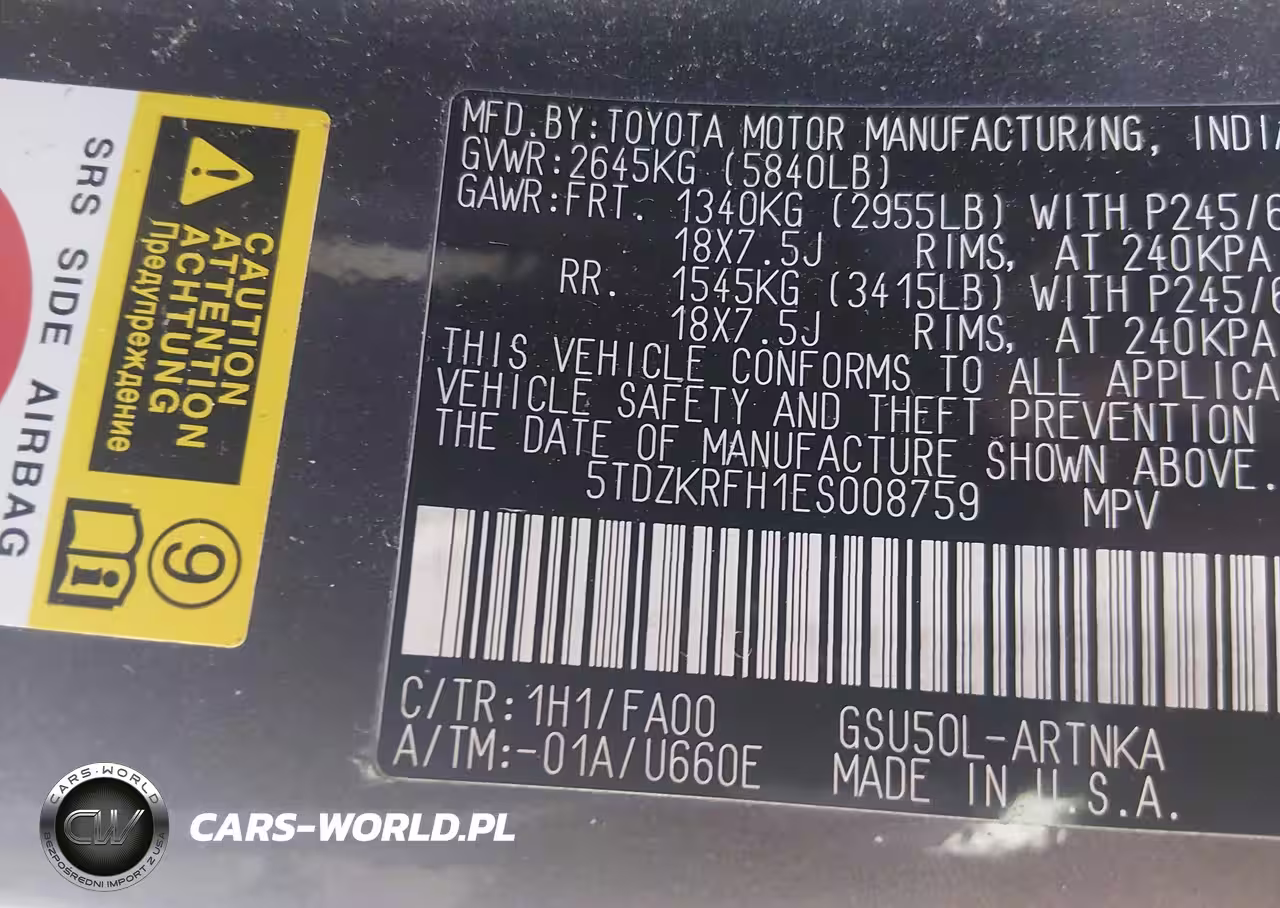 SRS SIDE AIRBAG
CAUTION
ATTENTION
ACHTUNG
Предупреждение
9
MFD.BY:TOYOTA MOTOR MANUFACTURING,
GVWR:2645KG (5840LB)
GAWR:FRT. 1340KG (2955LB) WITH P245/6
18X7.5J RIMS, AT 240KPA
RR. 1545KG (3415LB) WITH P245/6
18X7.5J RIMS, AT 240KPA
THIS VEHICLE CONFORMS TO ALL
VEHICLE SAFETY AND THEFT PREVENTION
THE DATE OF MANUFACTURE SHOWN ABOVE.
5TDZKRFH1ES008759 MPV
C/TR:1H1/FA00 GSU50L-ARTNKA
A/TM:-01A/U660E MADE IN U.S.A.
CARS-WORLD
CW
BEZPOŚREDNI IMPORT Z USA
CARS-WORLD.PL